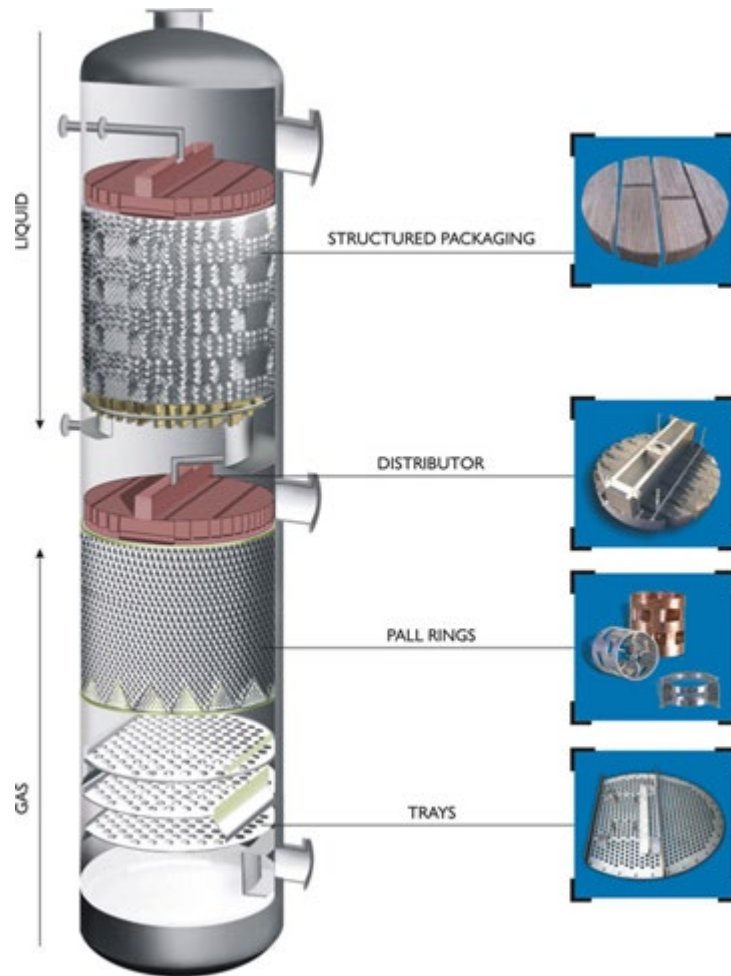 LIQUID
STRUCTURED PACKAGING
DISTRIBUTOR
PALL RINGS
GAS
TRAYS